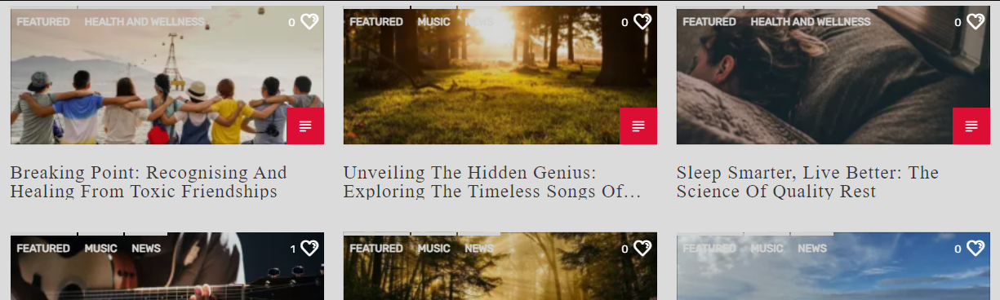 FEATURED HEALTH AND WELLNESS 0
FEATURED MUSIC NEWS 0
FEATURED HEALTH AND WELLNESS 0
Breaking Point: Recognising And
Healing From Toxic Friendships
Unveiling The Hidden Genius:
Exploring The Timeless Songs Of...
Sleep Smarter, Live Better: The
Science Of Quality Rest
FEATURED MUSIC NEWS 1
FEATURED MUSIC NEWS 0
FEATURED MUSIC NEWS 0